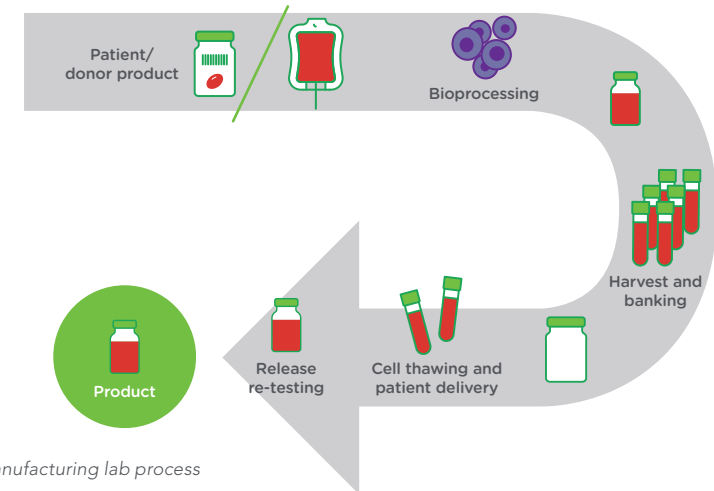 Patient/
donor product
Bioprocessing
Harvest and
banking
Cell thawing and
patient delivery
Release
re-testing
Product
nufacturing lab process